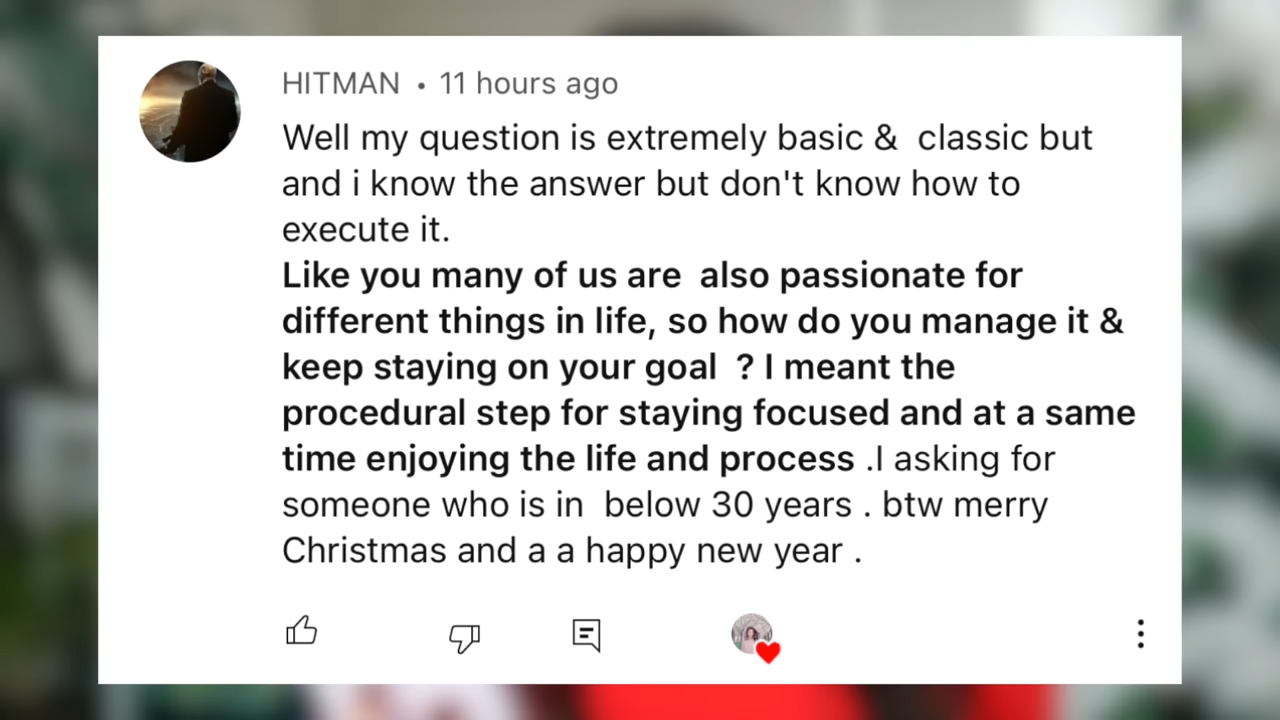 HITMAN • 11 hours ago
Well my question is extremely basic &  classic but
and i know the answer but don't know how to
execute it.
Like you many of us are  also passionate for
different things in life, so how do you manage it &
keep staying on your goal  ? I meant the
procedural step for staying focused and at a same
time enjoying the life and process .I asking for
someone who is in  below 30 years . btw merry
Christmas and a a happy new year .